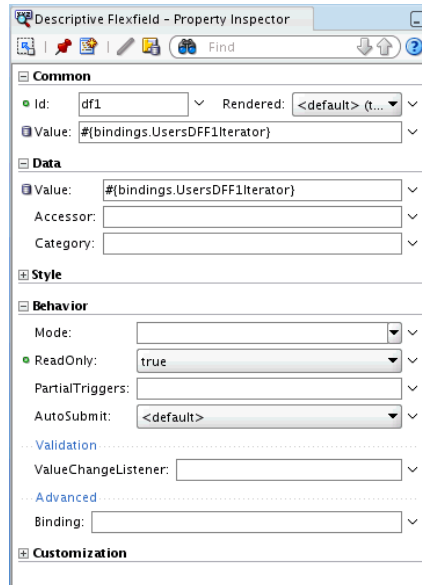 Descriptive Flexfield - Property Inspector
Find
Common
Id: df1 Rendered: <default> (t...
Value: #{bindings.UsersDFF1Iterator}
Data
Value: #{bindings.UsersDFF1Iterator}
Accessor:
Category:
Style
Behavior
Mode:
ReadOnly: true
PartialTriggers:
AutoSubmit: <default>
Validation
ValueChangeListener:
Advanced
Binding:
Customization